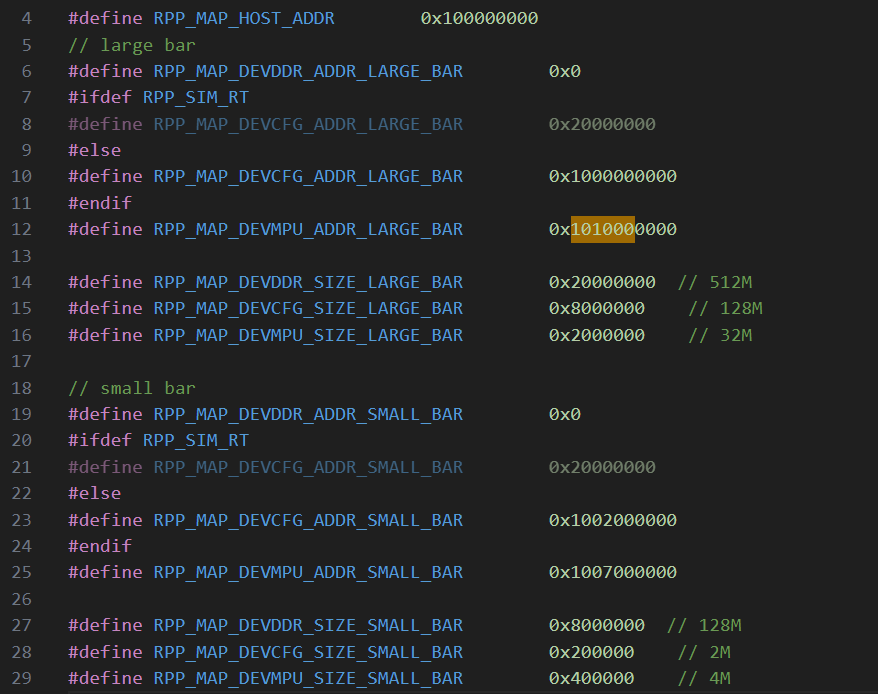 4 #define RPP_MAP_HOST_ADDR 0x100000000
5 // large bar
6 #define RPP_MAP_DEVDDR_ADDR_LARGE_BAR 0x0
7 #ifdef RPP_SIM_RT
8 #define RPP_MAP_DEVCFG_ADDR_LARGE_BAR 0x20000000
9 #else
10 #define RPP_MAP_DEVCFG_ADDR_LARGE_BAR 0x1000000000
11 #endif
12 #define RPP_MAP_DEVMPU_ADDR_LARGE_BAR 0x1010000000
13
14 #define RPP_MAP_DEVDDR_SIZE_LARGE_BAR 0x20000000 // 512M
15 #define RPP_MAP_DEVCFG_SIZE_LARGE_BAR 0x8000000 // 128M
16 #define RPP_MAP_DEVMPU_SIZE_LARGE_BAR 0x2000000 // 32M
17
18 // small bar
19 #define RPP_MAP_DEVDDR_ADDR_SMALL_BAR 0x0
20 #ifdef RPP_SIM_RT
21 #define RPP_MAP_DEVCFG_ADDR_SMALL_BAR 0x20000000
22 #else
23 #define RPP_MAP_DEVCFG_ADDR_SMALL_BAR 0x1002000000
24 #endif
25 #define RPP_MAP_DEVMPU_ADDR_SMALL_BAR 0x1007000000
26
27 #define RPP_MAP_DEVDDR_SIZE_SMALL_BAR 0x8000000 // 128M
28 #define RPP_MAP_DEVCFG_SIZE_SMALL_BAR 0x200000 // 2M
29 #define RPP_MAP_DEVMPU_SIZE_SMALL_BAR 0x400000 // 4M